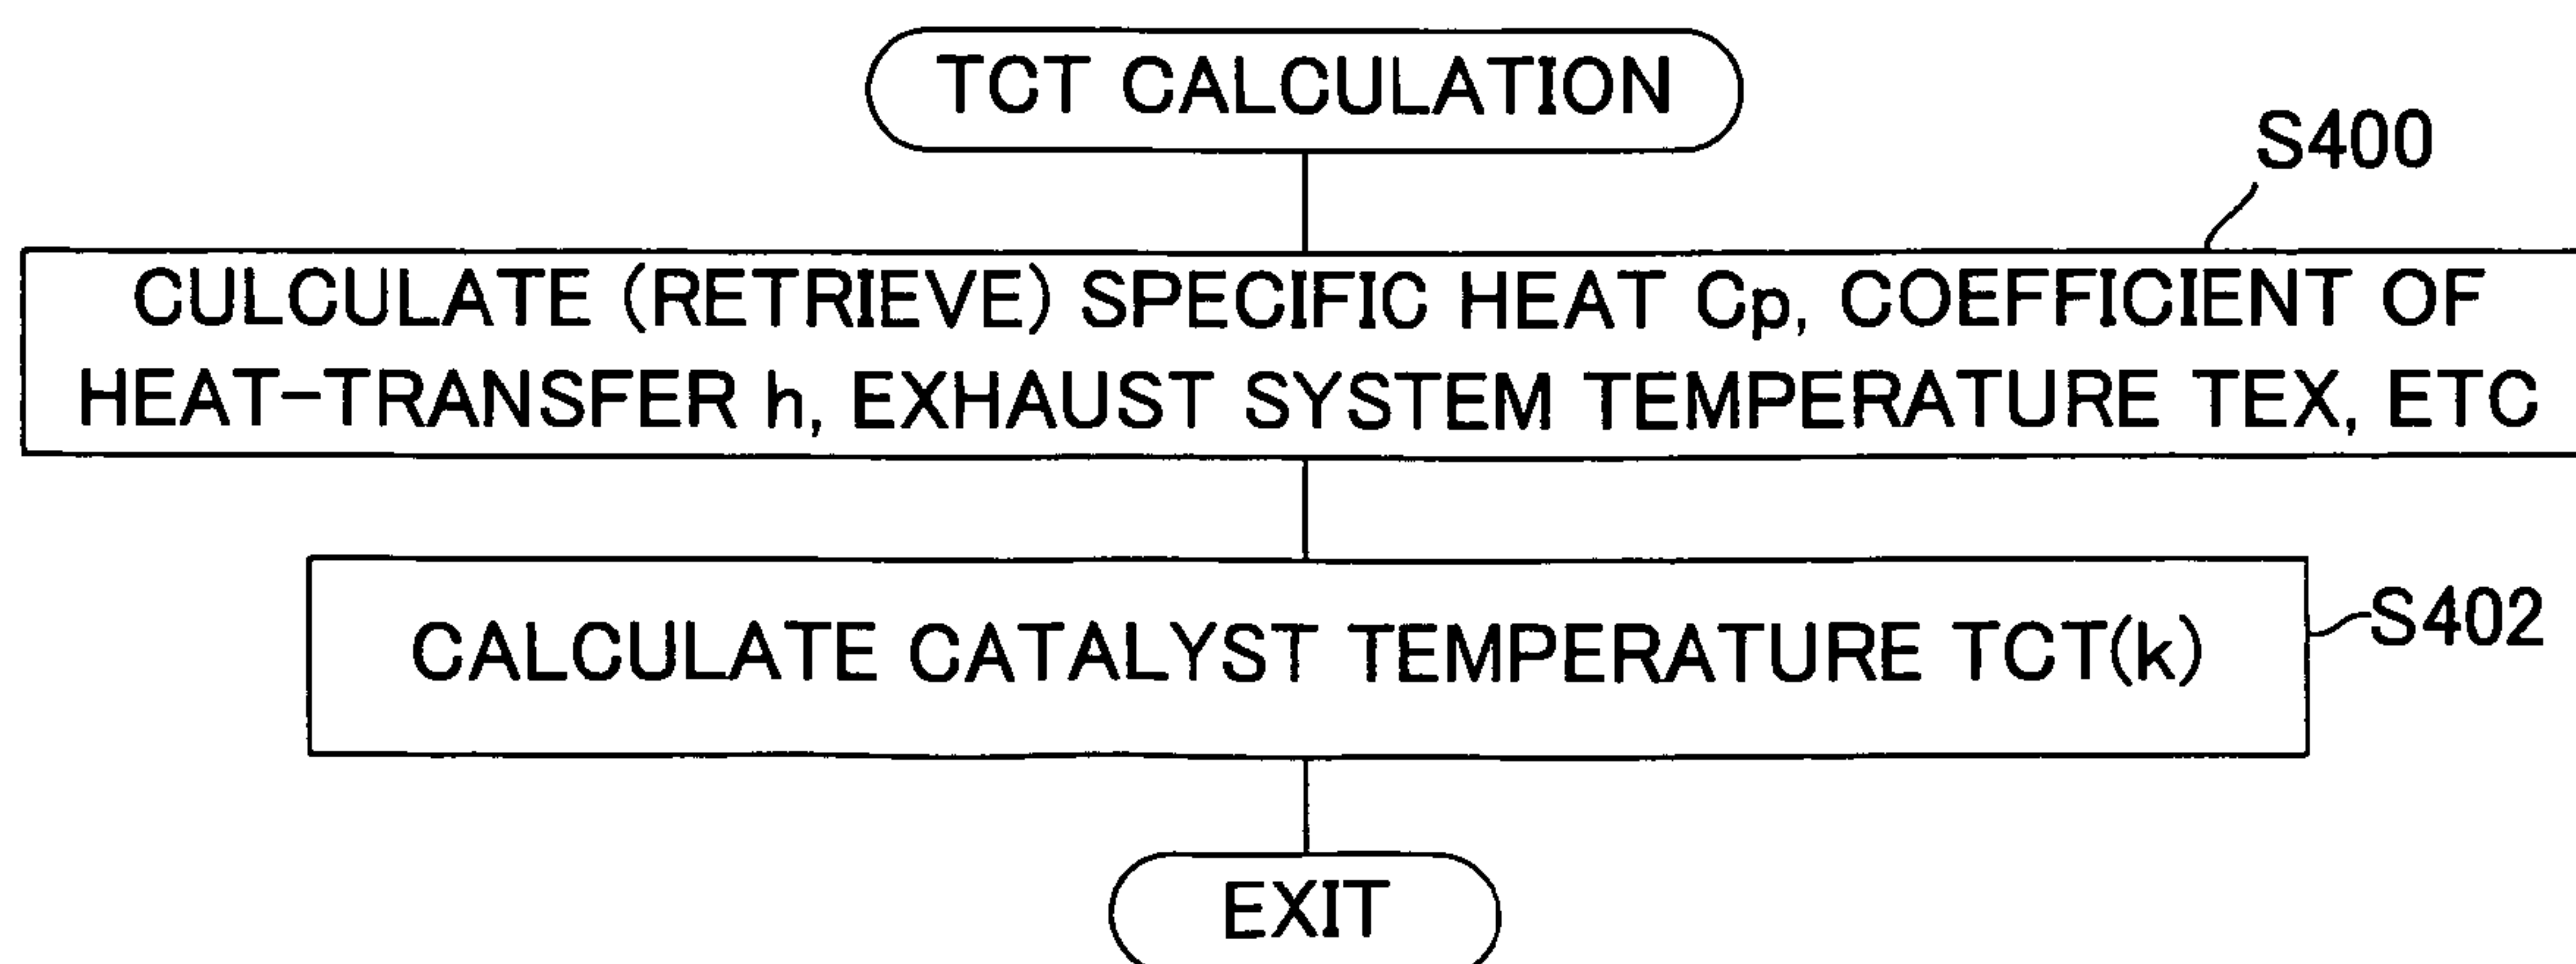 TCT CALCULATION
S400
CULCULATE (RETRIEVE) SPECIFIC HEAT Cp, COEFFICIENT OF
HEAT-TRANSFER h, EXHAUST SYSTEM TEMPERATURE TEX, ETC
CALCULATE CATALYST TEMPERATURE TCT(k)
S402
EXIT